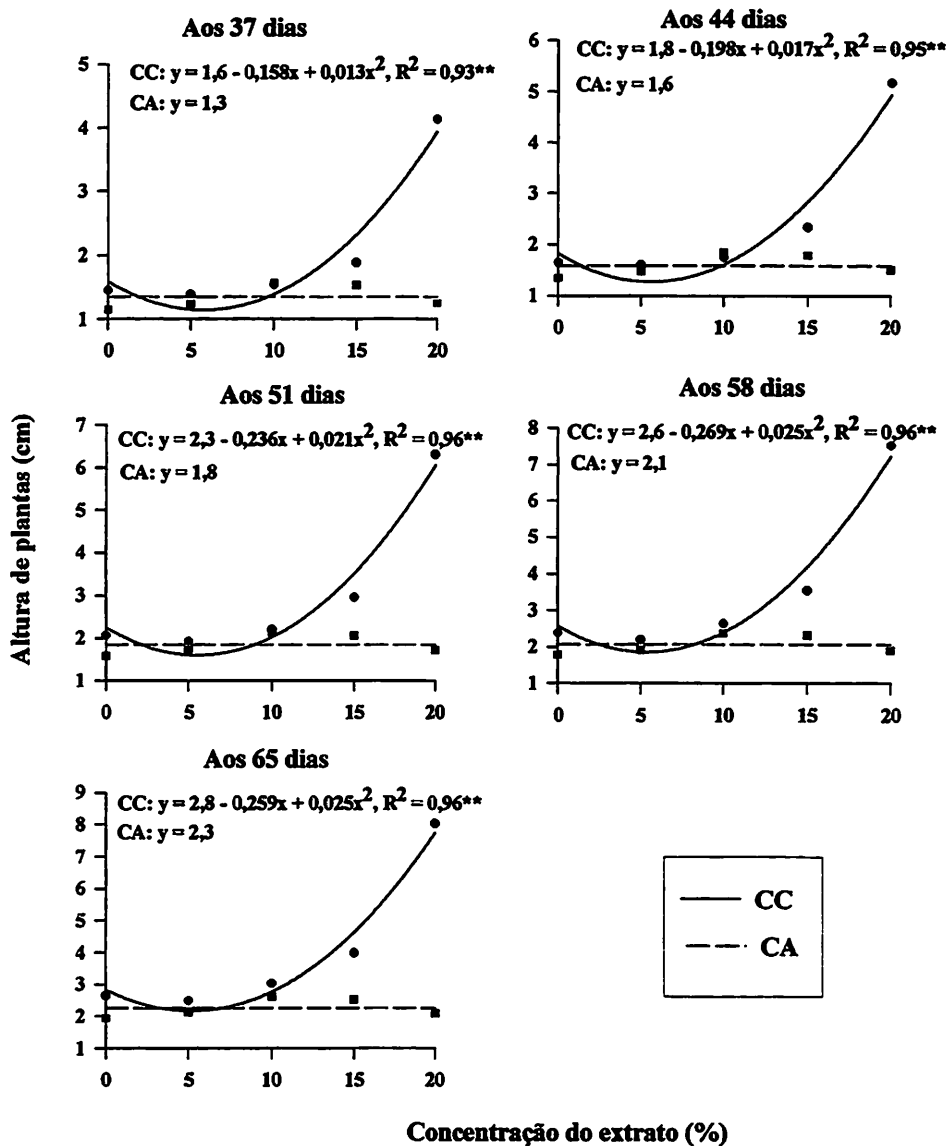 Aos 37 dias
CC: y = 1,6 - 0,158x + 0,013x², R² = 0,93**
CA: y = 1,3
5
4
3
2
1
0 5 10 15 20
Aos 44 dias
CC: y = 1,8 - 0,198x + 0,017x², R² = 0,95**
CA: y = 1,6
6
5
4
3
2
1
0 5 10 15 20
Altura de plantas (cm)
Aos 51 dias
CC: y = 2,3 - 0,236x + 0,021x², R² = 0,96**
CA: y = 1,8
7
6
5
4
3
2
1
0 5 10 15 20
Aos 58 dias
CC: y = 2,6 - 0,269x + 0,025x², R² = 0,96**
CA: y = 2,1
8
7
6
5
4
3
2
1
0 5 10 15 20
Aos 65 dias
CC: y = 2,8 - 0,259x + 0,025x², R² = 0,96**
CA: y = 2,3
9
8
7
6
5
4
3
2
1
0 5 10 15 20
CC
CA
Concentração do extrato (%)